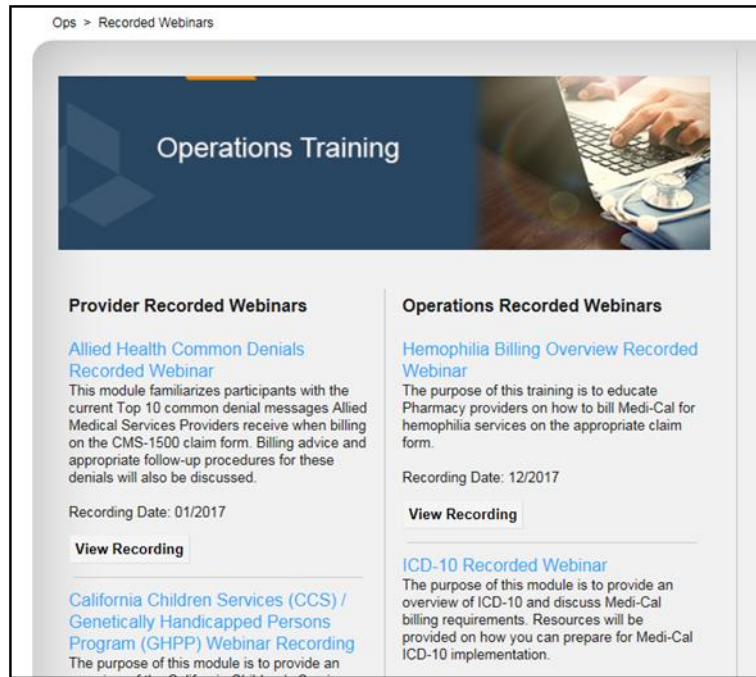 Ops > Recorded Webinars
Operations Training
Provider Recorded Webinars
Allied Health Common Denials
Recorded Webinar
This module familiarizes participants with the
current Top 10 common denial messages Allied
Medical Services Providers receive when billing
on the CMS-1500 claim form. Billing advice and
appropriate follow-up procedures for these
denials will also be discussed.
Recording Date: 01/2017
View Recording
California Children Services (CCS) /
Genetically Handicapped Persons
Program (GHPP) Webinar Recording
The purpose of this module is to provide an
Operations Recorded Webinars
Hemophilia Billing Overview Recorded
Webinar
The purpose of this training is to educate
Pharmacy providers on how to bill Medi-Cal for
hemophilia services on the appropriate claim
form.
Recording Date: 12/2017
View Recording
ICD-10 Recorded Webinar
The purpose of this module is to provide an
overview of ICD-10 and discuss Medi-Cal
billing requirements. Resources will be
provided on how you can prepare for Medi-Cal
ICD-10 implementation.